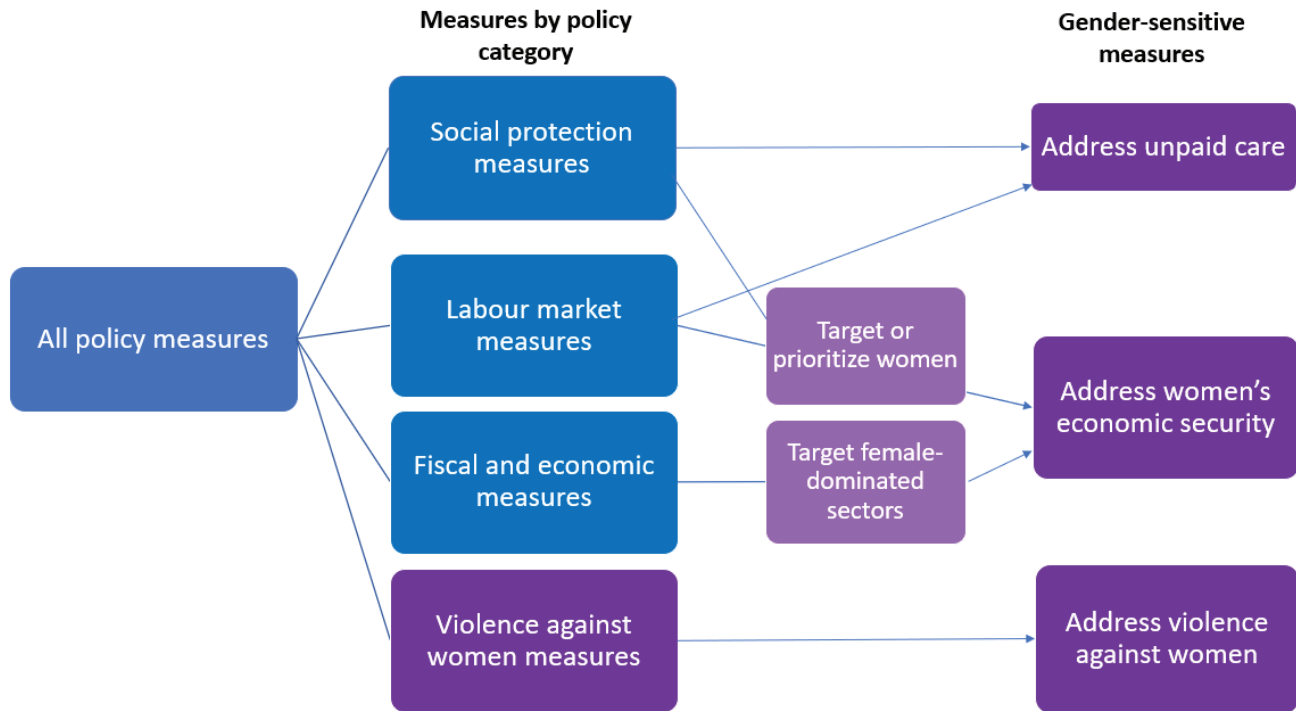 Measures by policy
category
Gender-sensitive
measures
Social protection
measures
Address unpaid care
All policy measures
Labour market
measures
Target or
prioritize women
Address women’s
economic security
Fiscal and economic
measures
Target female-
dominated
sectors
Violence against
women measures
Address violence
against women